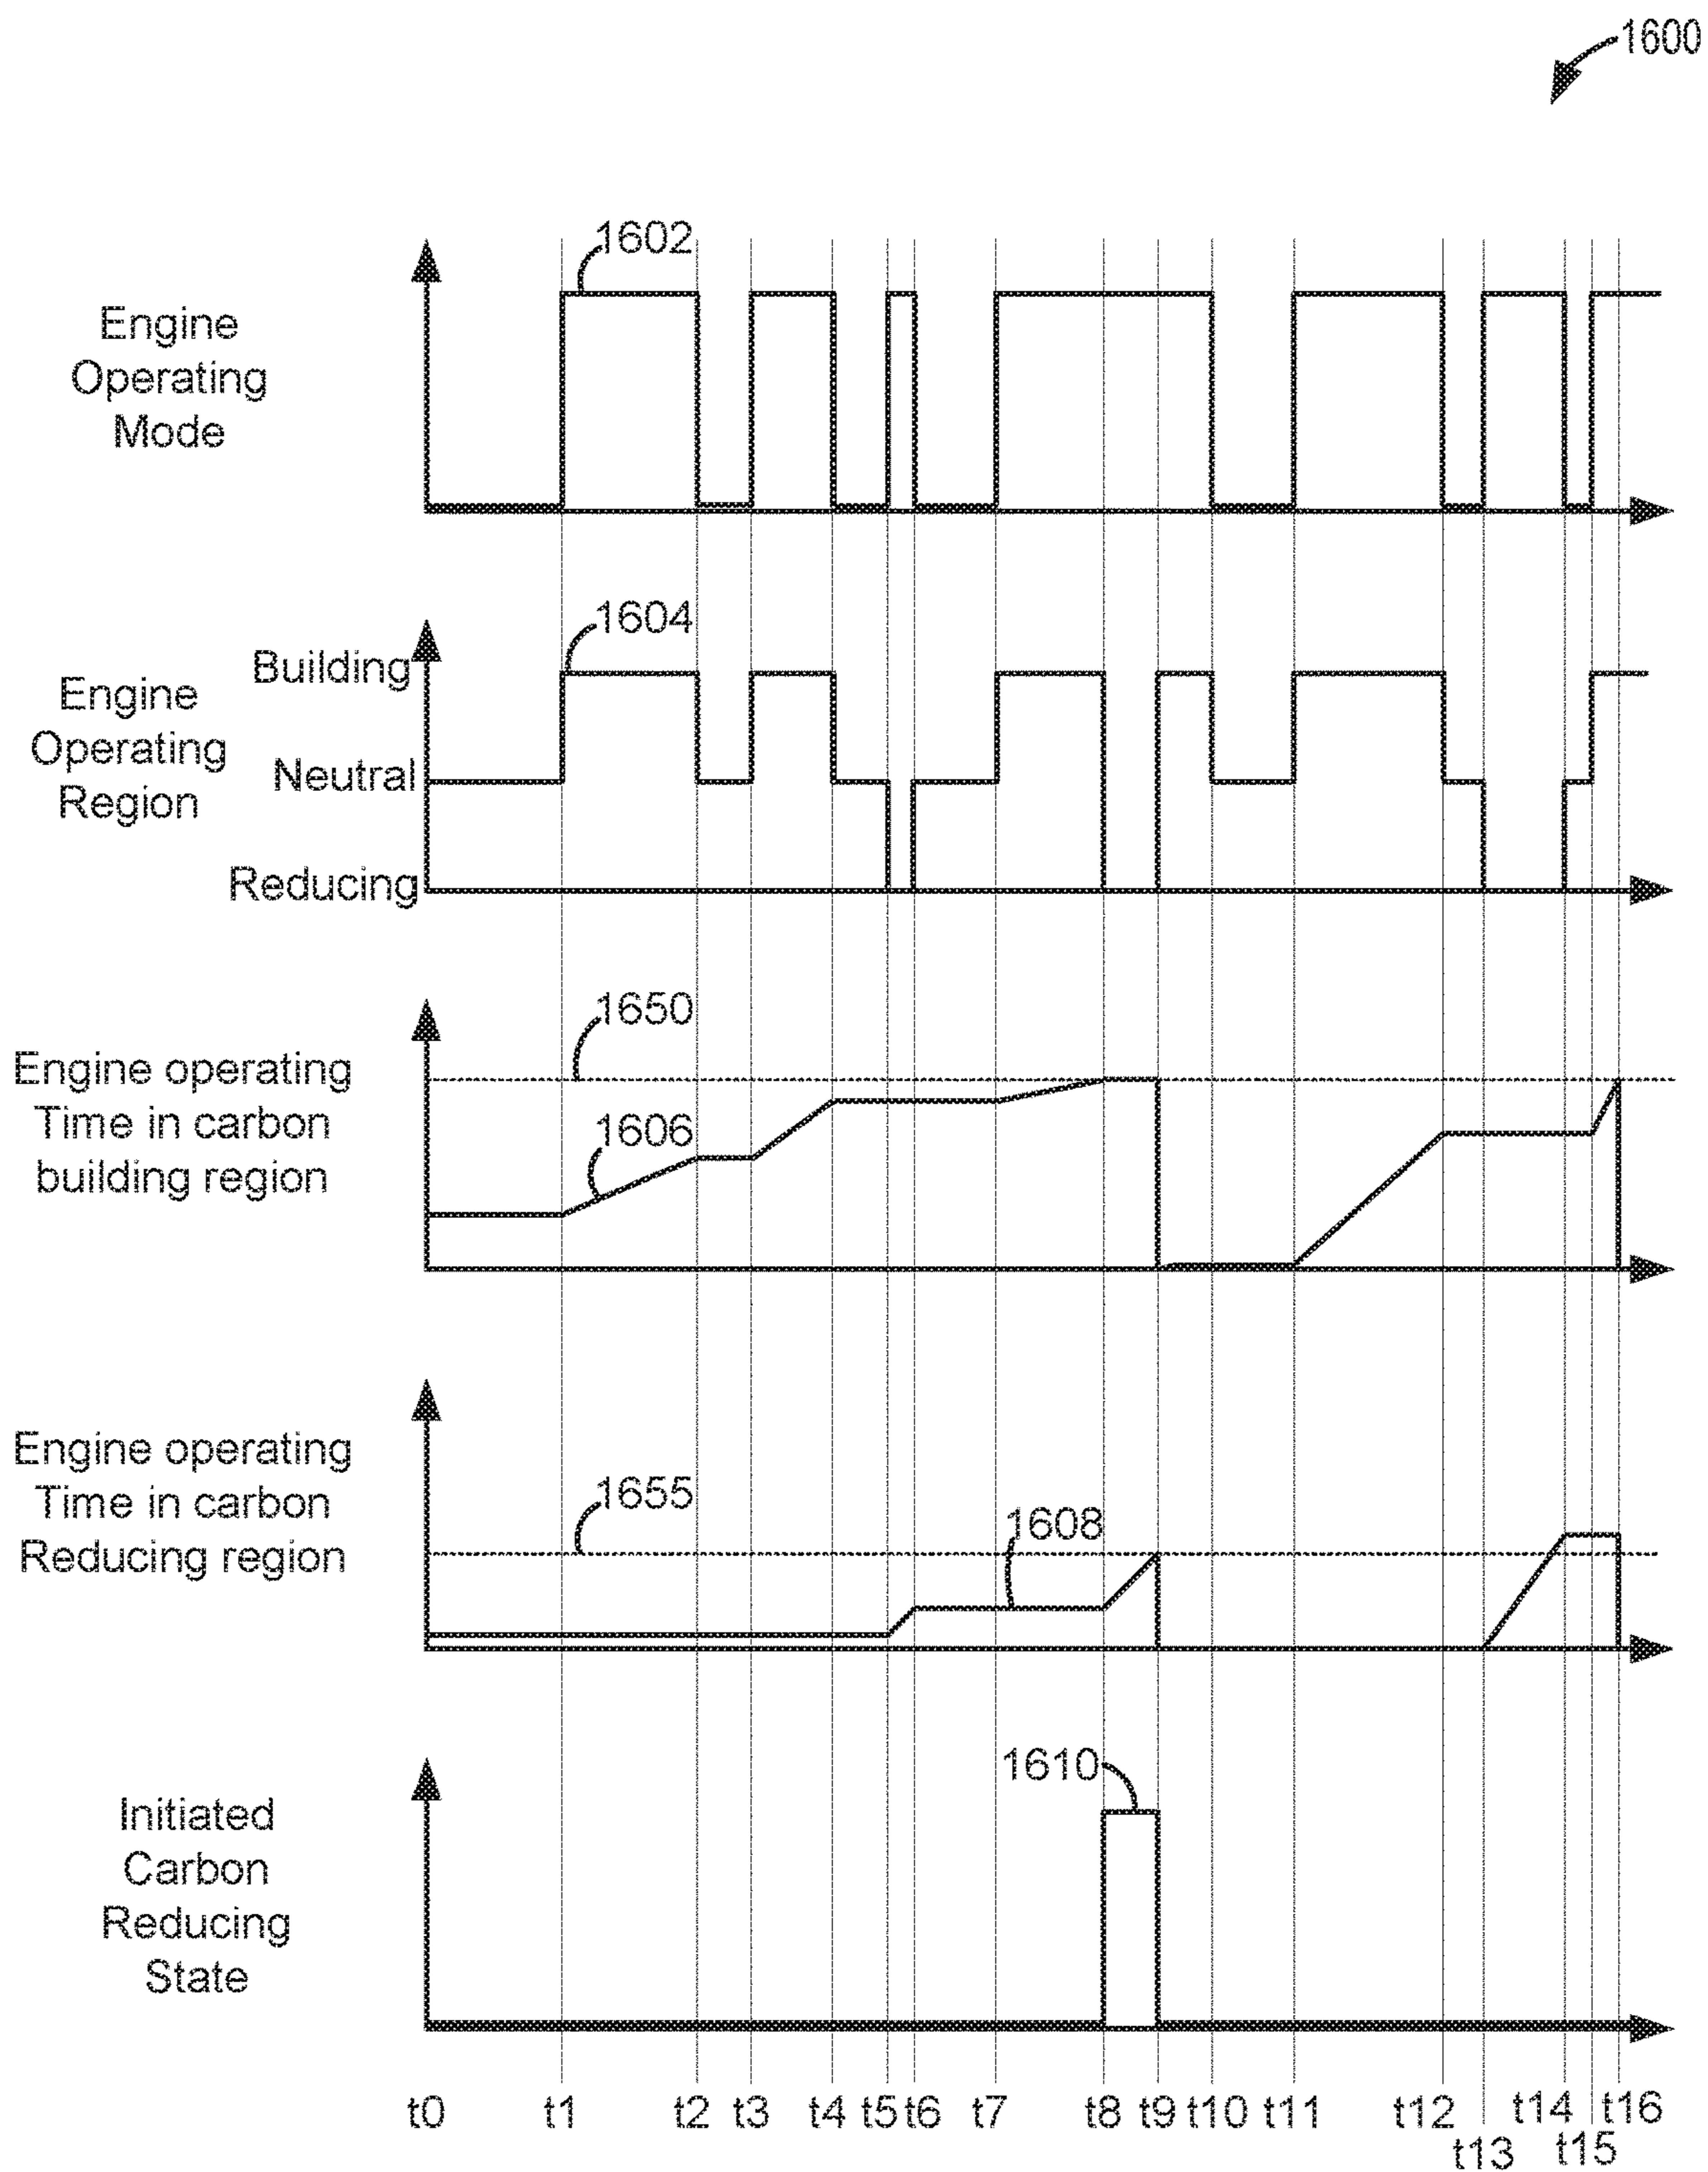 1600
1602
Engine
Operating
Mode
1604
Building
Engine
Operating
Region
Neutral
Reducing
1650
Engine operating
Time in carbon
building region
1606
Engine operating
Time in carbon
Reducing region
1655
1608
1610
Initiated
Carbon
Reducing
State
t0 t1 t2 t3 t4 t5 t6 t7 t8 t9 t10 t11 t12 t14 t16
t13 t15